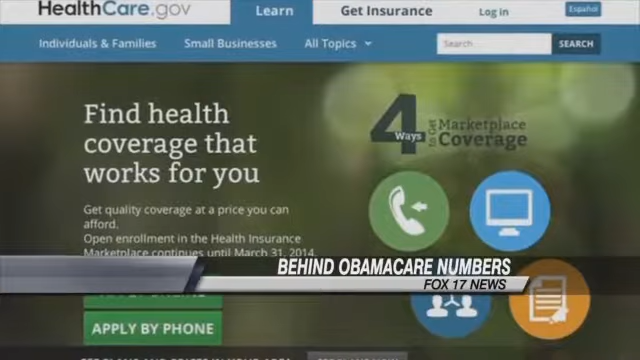 HealthCare.gov
Learn
Get Insurance
Log in
Español
Individuals & Families
Small Businesses
All Topics
Search
SEARCH
Find health
coverage that
works for you
4 Ways to Get Marketplace Coverage
Get quality coverage at a price you can
afford.
Open enrollment in the Health Insurance
Marketplace continues until March 31, 2014.
BEHIND OBAMACARE NUMBERS
FOX 17 NEWS
APPLY BY PHONE